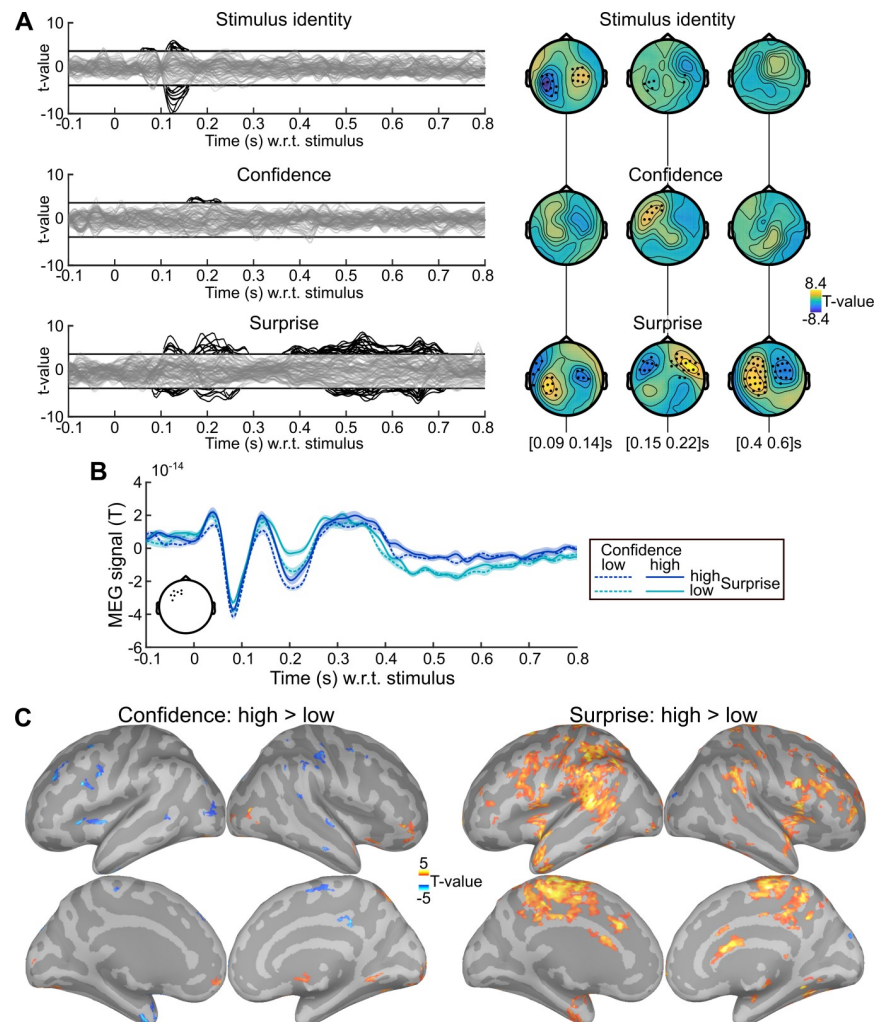 A
Stimulus identity
10
0
-10
t-value
-0.1 0 0.1 0.2 0.3 0.4 0.5 0.6 0.7 0.8
Time (s) w.r.t. stimulus
Confidence
10
0
-10
t-value
-0.1 0 0.1 0.2 0.3 0.4 0.5 0.6 0.7 0.8
Time (s) w.r.t. stimulus
Surprise
10
0
-10
t-value
-0.1 0 0.1 0.2 0.3 0.4 0.5 0.6 0.7 0.8
Time (s) w.r.t. stimulus
Stimulus identity
Confidence
8.4
T-value
-8.4
Surprise
[0.09 0.14]s [0.15 0.22]s [0.4 0.6]s
B
10-14
4
2
0
-2
-4
-6
MEG signal (T)
-0.1 0 0.1 0.2 0.3 0.4 0.5 0.6 0.7 0.8
Time (s) w.r.t. stimulus
Confidence
low high
high
low
Surprise
C
Confidence: high > low
Surprise: high > low
5
T-value
-5